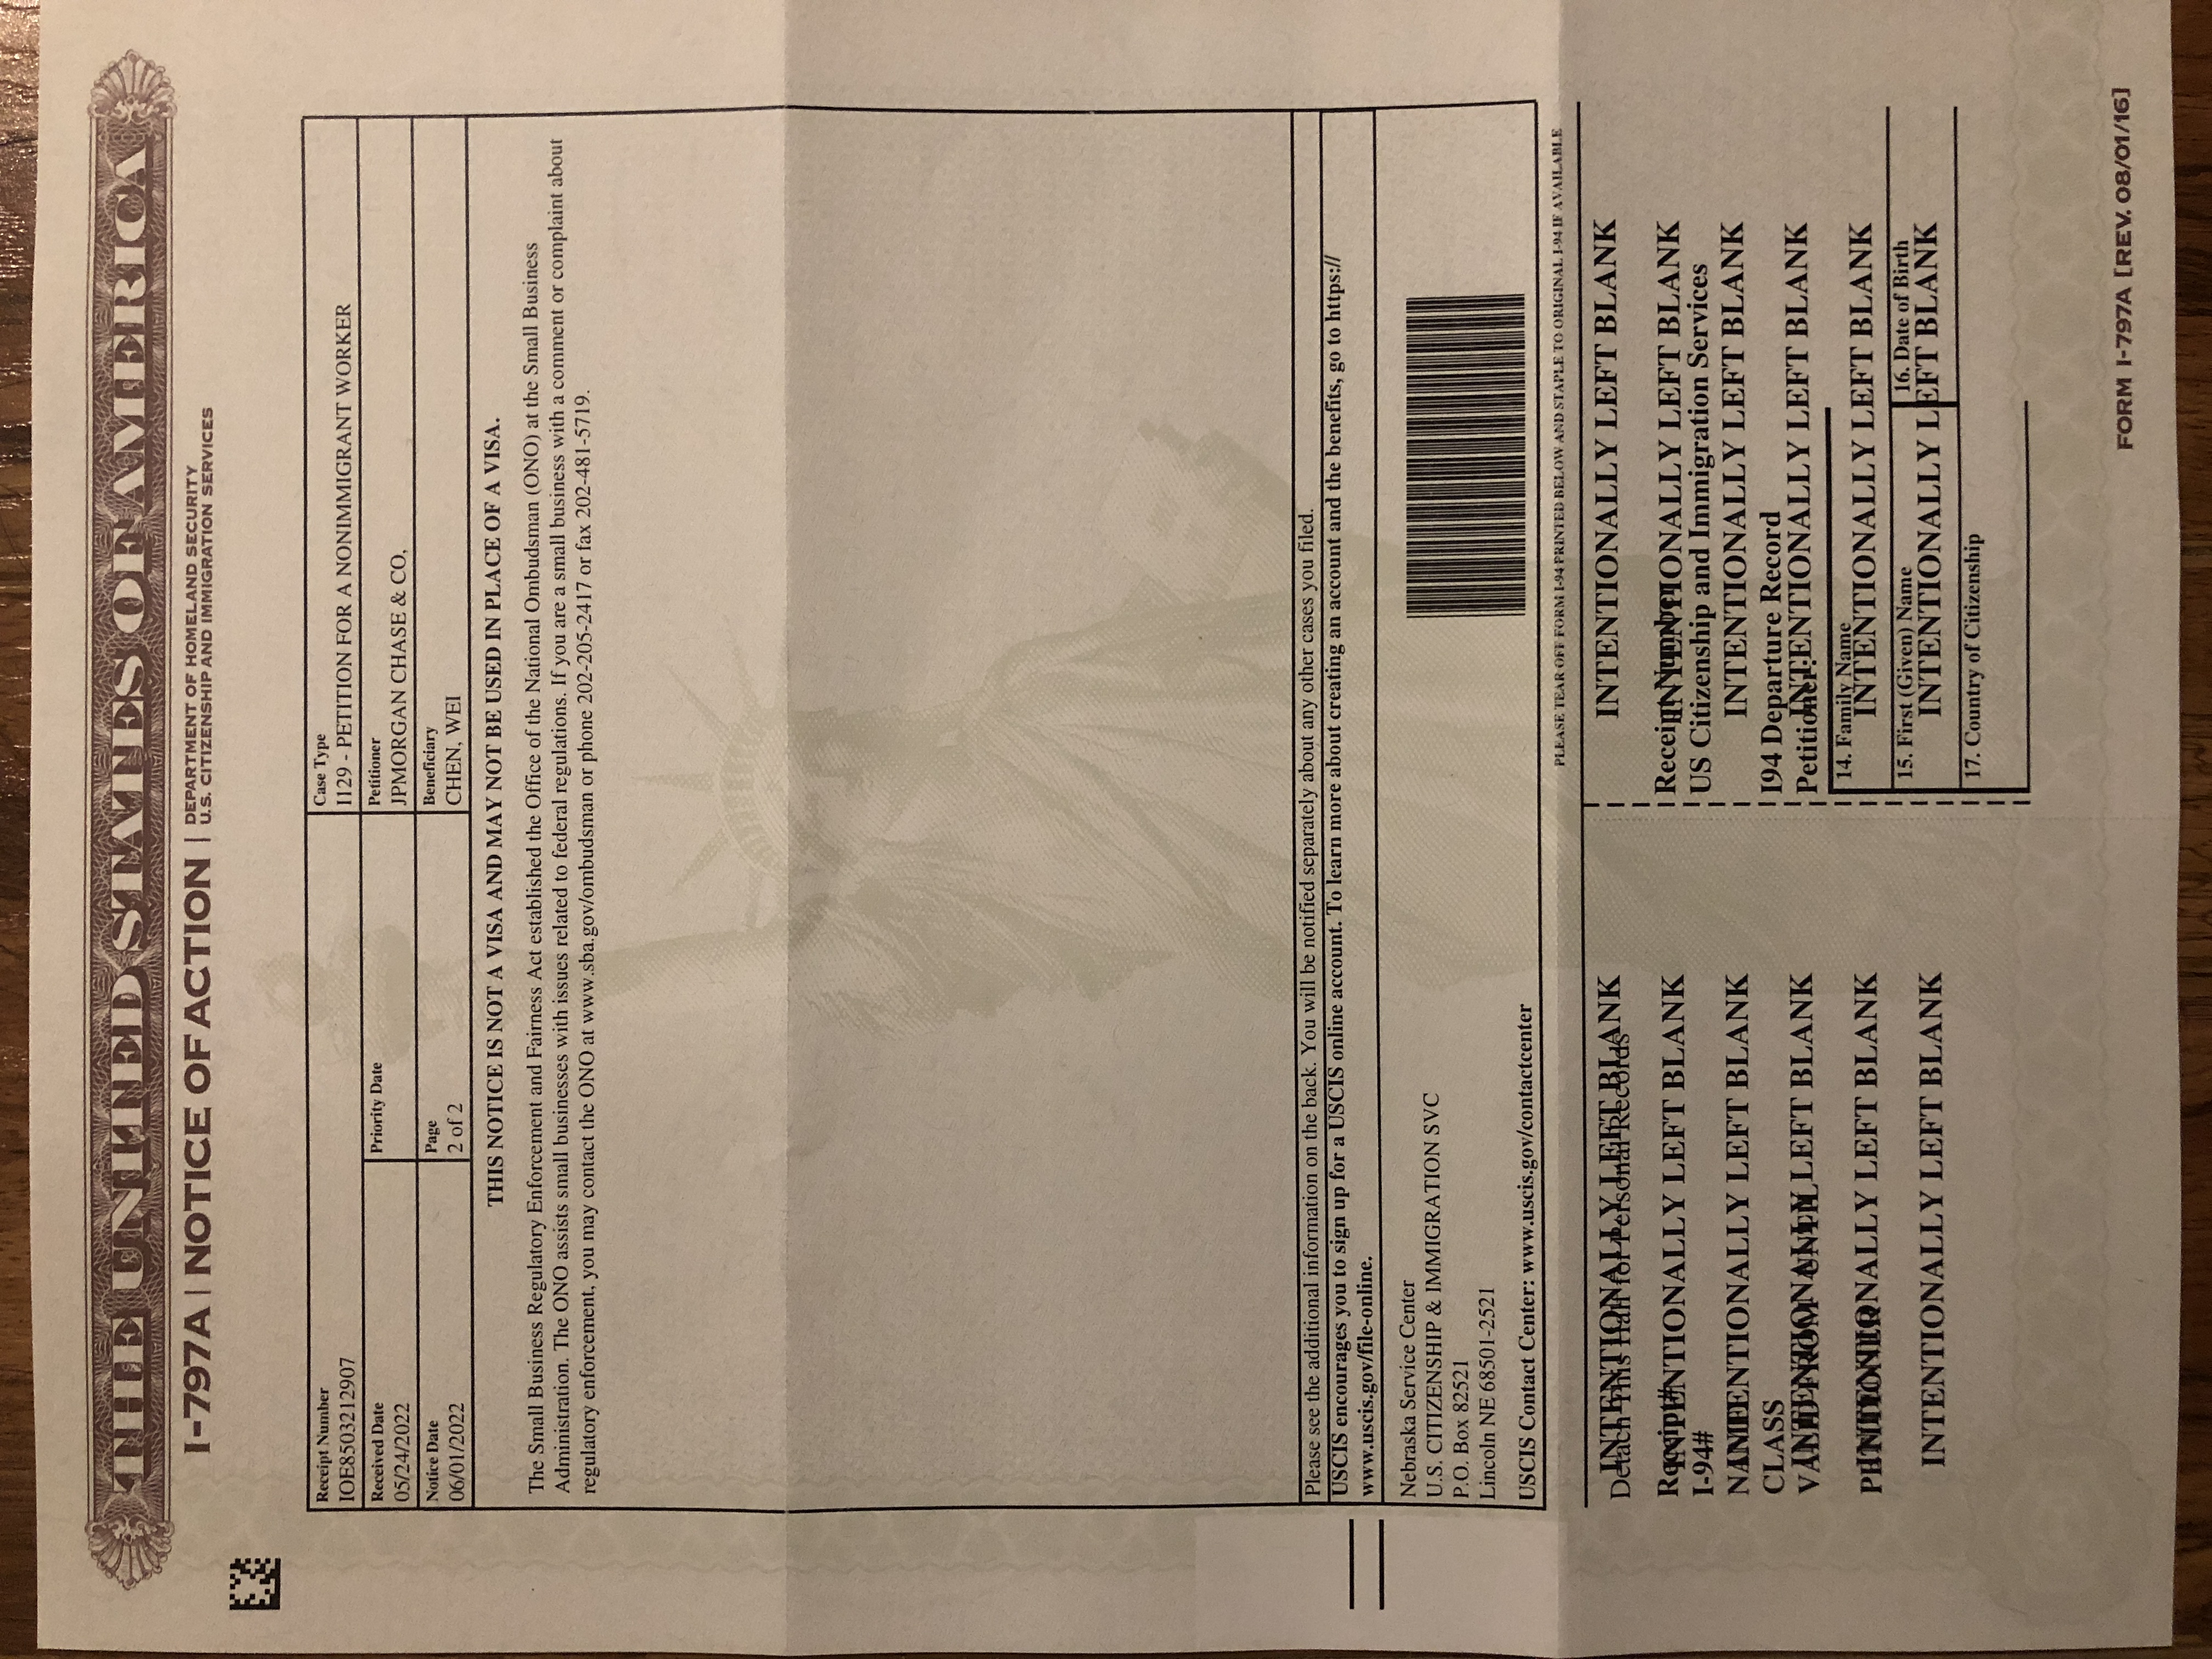 THE UNITED STATES OF AMERICA
I-797A | NOTICE OF ACTION | DEPARTMENT OF HOMELAND SECURITY
U.S. CITIZENSHIP AND IMMIGRATION SERVICES
Receipt Number
IOE8503212907
Case Type
I129 - PETITION FOR A NONIMMIGRANT WORKER
Received Date
05/24/2022
Priority Date
Petitioner
JPMORGAN CHASE & CO,
Notice Date
06/01/2022
Page
2 of 2
Beneficiary
CHEN, WEI
THIS NOTICE IS NOT A VISA AND MAY NOT BE USED IN PLACE OF A VISA.
The Small Business Regulatory Enforcement and Fairness Act established the Office of the National Ombudsman (ONO) at the Small Business
Administration. The ONO assists small businesses with issues related to federal regulations. If you are a small business with a comment or complaint about
regulatory enforcement, you may contact the ONO at www.sba.gov/ombudsman or phone 202-205-2417 or fax 202-481-5719.
Please see the additional information on the back. You will be notified separately about any other cases you filed.
USCIS encourages you to sign up for a USCIS online account. To learn more about creating an account and the benefits, go to https://
www.uscis.gov/file-online.
Nebraska Service Center
U.S. CITIZENSHIP & IMMIGRATION SVC
P.O. Box 82521
Lincoln NE 68501-2521
USCIS Contact Center: www.uscis.gov/contactcenter
PLEASE TEAR OFF FORM I-94 PRINTED BELOW AND STAPLE TO ORIGINAL I-94 IF AVAILABLE
INTENTIONALLY LEFT BLANK
Detach This Half for Personal Records
INTENTIONALLY LEFT BLANK
Receipt#
I-94#
INTENTIONALLY LEFT BLANK
NAME
CLASS
INTENTIONALLY LEFT BLANK
VALID FROM UNTIL
INTENTIONALLY LEFT BLANK
PETITIONER
INTENTIONALLY LEFT BLANK
INTENTIONALLY LEFT BLANK
Receipt Number
INTENTIONALLY LEFT BLANK
US Citizenship and Immigration Services
INTENTIONALLY LEFT BLANK
I94 Departure Record
INTENTIONALLY LEFT BLANK
Petitioner:
14. Family Name
INTENTIONALLY LEFT BLANK
15. First (Given) Name
16. Date of Birth
INTENTIONALLY LEFT BLANK
17. Country of Citizenship
FORM I-797A [REV. 08/01/16]